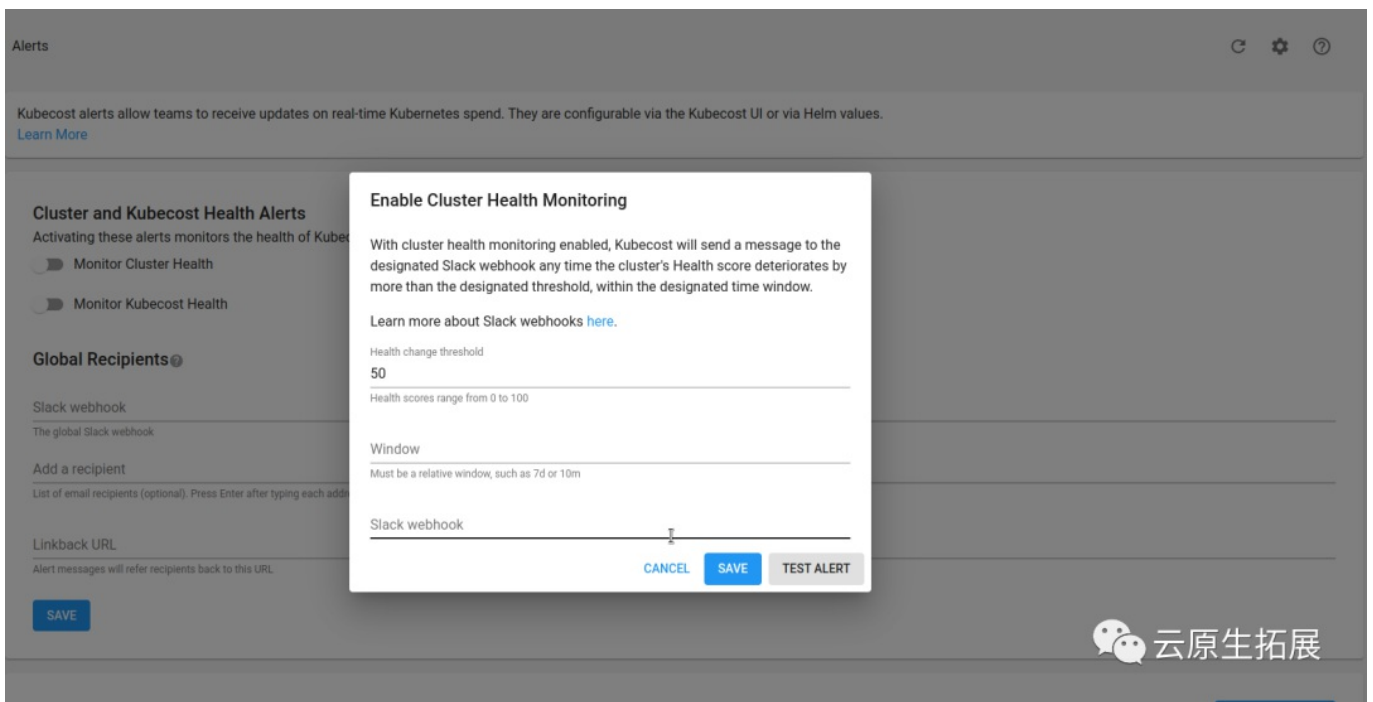 Alerts
Kubecost alerts allow teams to receive updates on real-time Kubernetes spend. They are configurable via the Kubecost UI or via Helm values.
Learn More
Cluster and Kubecost Health Alerts
Activating these alerts monitors the health of Kubec
Monitor Cluster Health
Monitor Kubecost Health
Global Recipients
Slack webhook
The global Slack webhook
Add a recipient
List of email recipients (optional). Press Enter after typing each addre
Linkback URL
Alert messages will refer recipients back to this URL
SAVE
Enable Cluster Health Monitoring
With cluster health monitoring enabled, Kubecost will send a message to the
designated Slack webhook any time the cluster's Health score deteriorates by
more than the designated threshold, within the designated time window.
Learn more about Slack webhooks here.
Health change threshold
50
Health scores range from 0 to 100
Window
Must be a relative window, such as 7d or 10m
Slack webhook
CANCEL SAVE TEST ALERT
云原生拓展